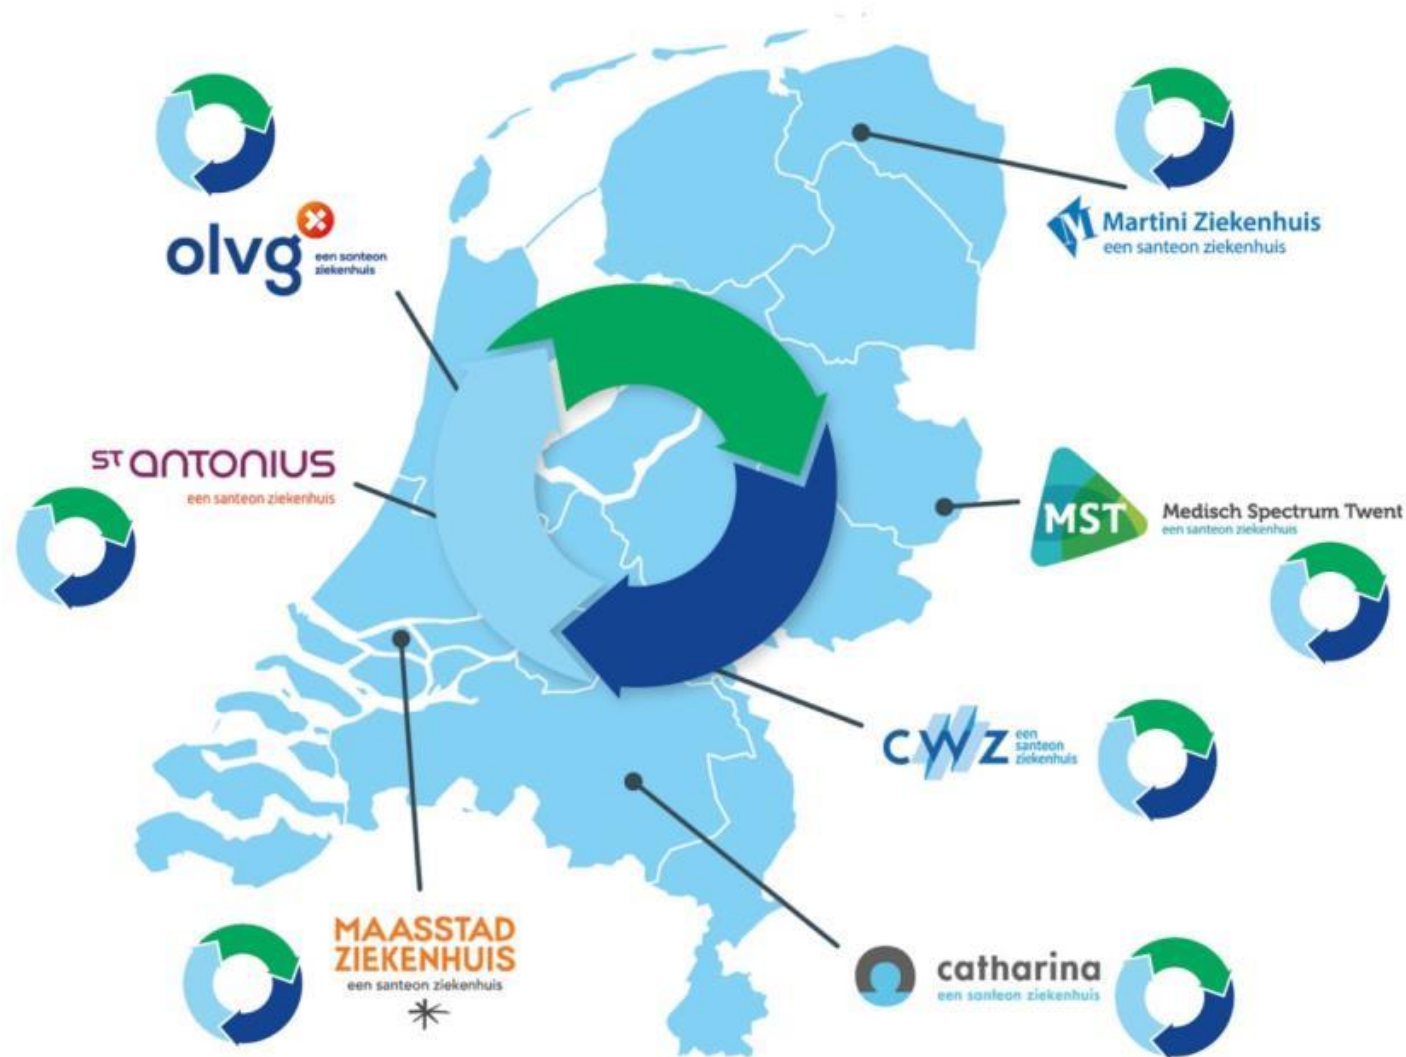 olvg
een santeon
ziekenhuis
Martini Ziekenhuis
een santeon ziekenhuis
ST ANTONIUS
een santeon ziekenhuis
MST
Medisch Spectrum Twent
een santeon ziekenhuis
CWZ
een
santeon
ziekenhuis
MAASSTAD
ZIEKENHUIS
een santeon ziekenhuis
catharina
een santeon ziekenhuis